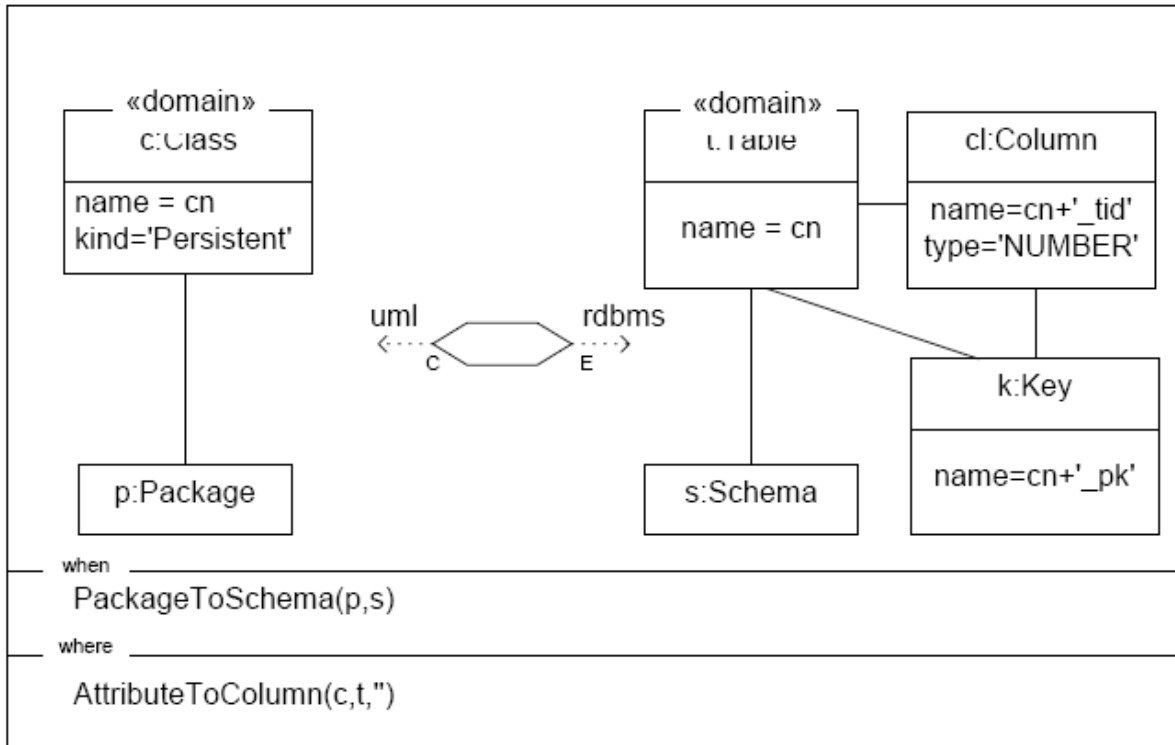 «domain»
c:Class
name = cn
kind='Persistent'
p:Package
uml
C
rdbms
E
«domain»
t:Table
name = cn
cl:Column
name=cn+'_tid'
type='NUMBER'
k:Key
name=cn+'_pk'
s:Schema
when
PackageToSchema(p,s)
where
AttributeToColumn(c,t,'')